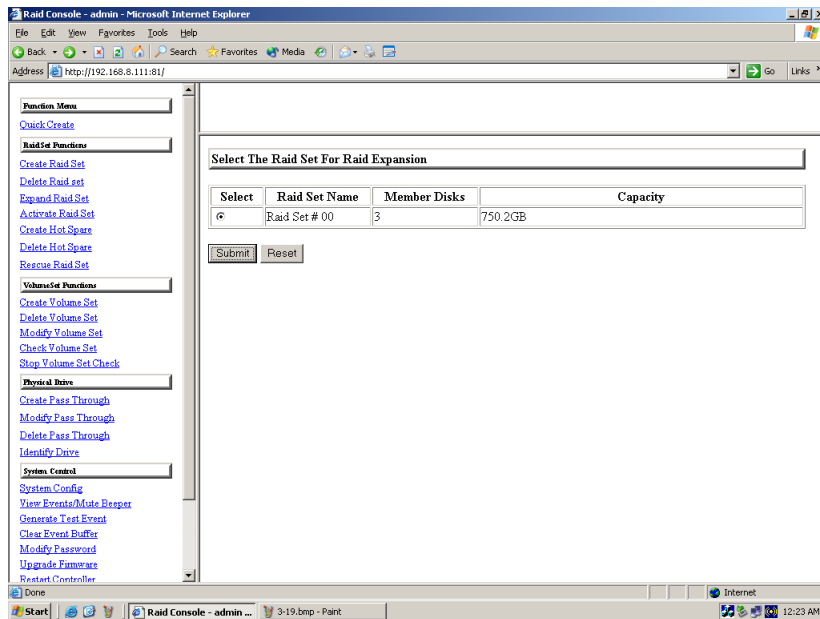 Raid Console - admin - Microsoft Internet Explorer
File Edit View Favorites Tools Help
Back Search Favorites Media
Address http://192.168.8.111:81/ Go Links »
Function Menu
Quick Create
RaidSet Functions
Create Raid Set
Delete Raid set
Expand Raid Set
Activate Raid Set
Create Hot Spare
Delete Hot Spare
Rescue Raid Set
VolumeSet Functions
Create Volume Set
Delete Volume Set
Modify Volume Set
Check Volume Set
Stop Volume Set Check
Physical Drive
Create Pass Through
Modify Pass Through
Delete Pass Through
Identify Drive
System Control
System Config
View Events/Mute Beeper
Generate Test Event
Clear Event Buffer
Modify Password
Upgrade Firmware
Restart Controller
Select The Raid Set For Raid Expansion
Select Raid Set Name Member Disks Capacity
Raid Set # 00 3 750.2GB
Submit Reset
Done Internet
Start Raid Console - admin ... 3-19.bmp - Paint 12:23 AM